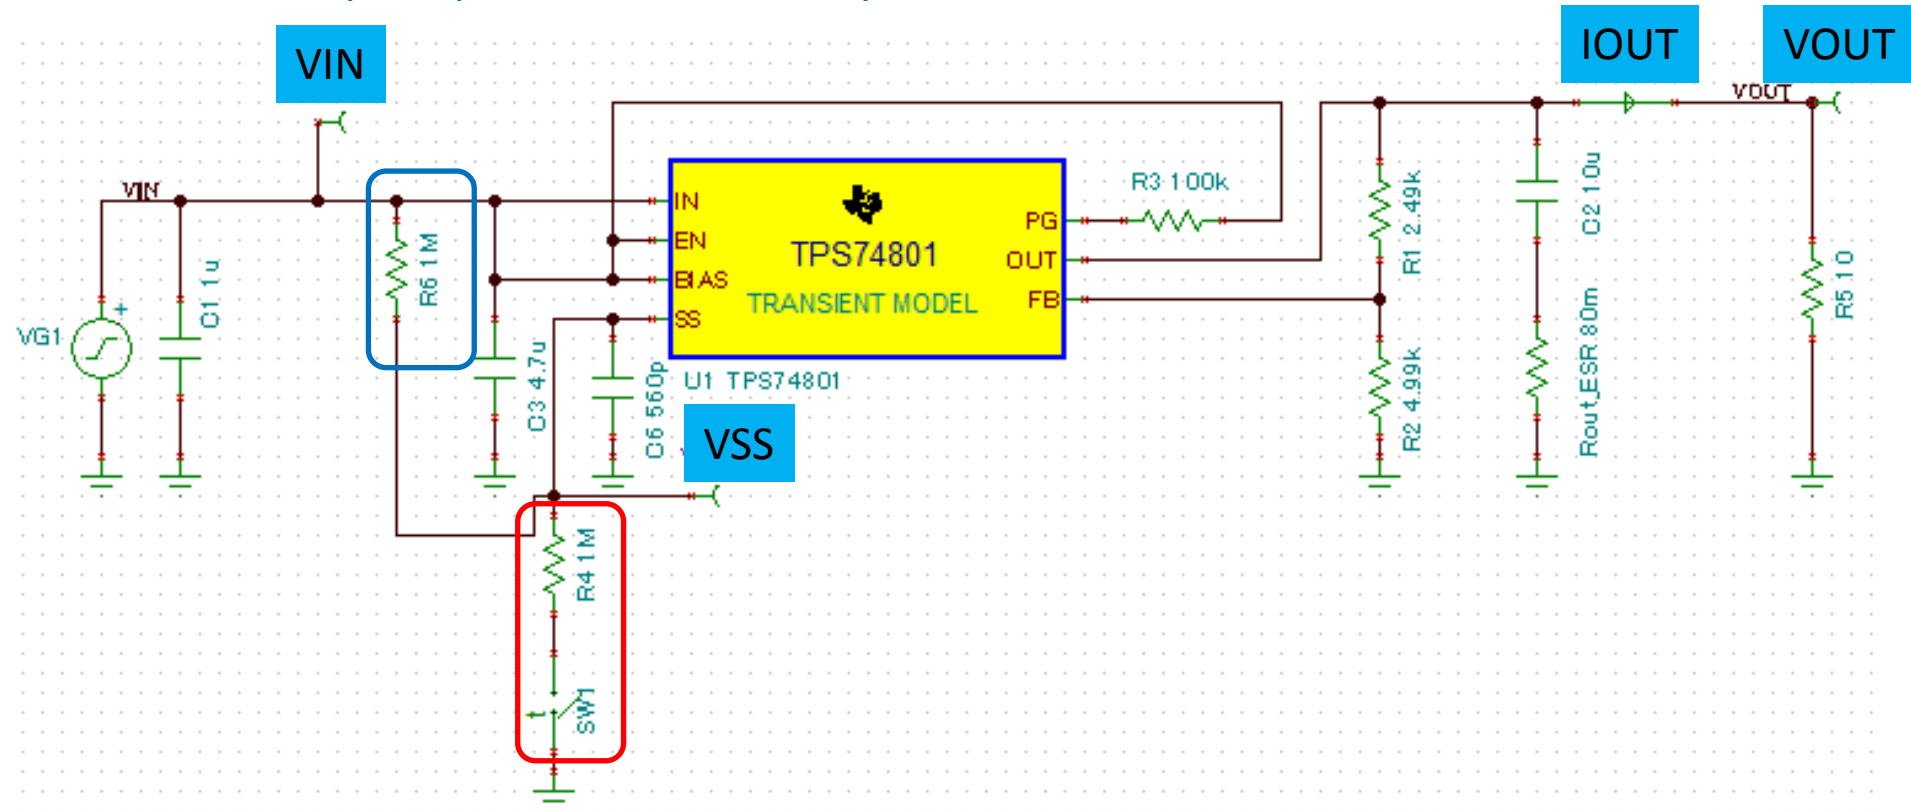 VIN
IOUT
VOUT
VIN
VOUT
VG1
+
C1 1u
R6 1M
C3 4.7u
C6 560p
IN
EN
BIAS
SS
TPS74801
TRANSIENT MODEL
PG
OUT
FB
U1 TPS74801
R3 100k
R1 2.49k
R2 4.99k
C2 10u
Rout_ESR 80m
R5 10
VSS
R4 1M
t
SW1